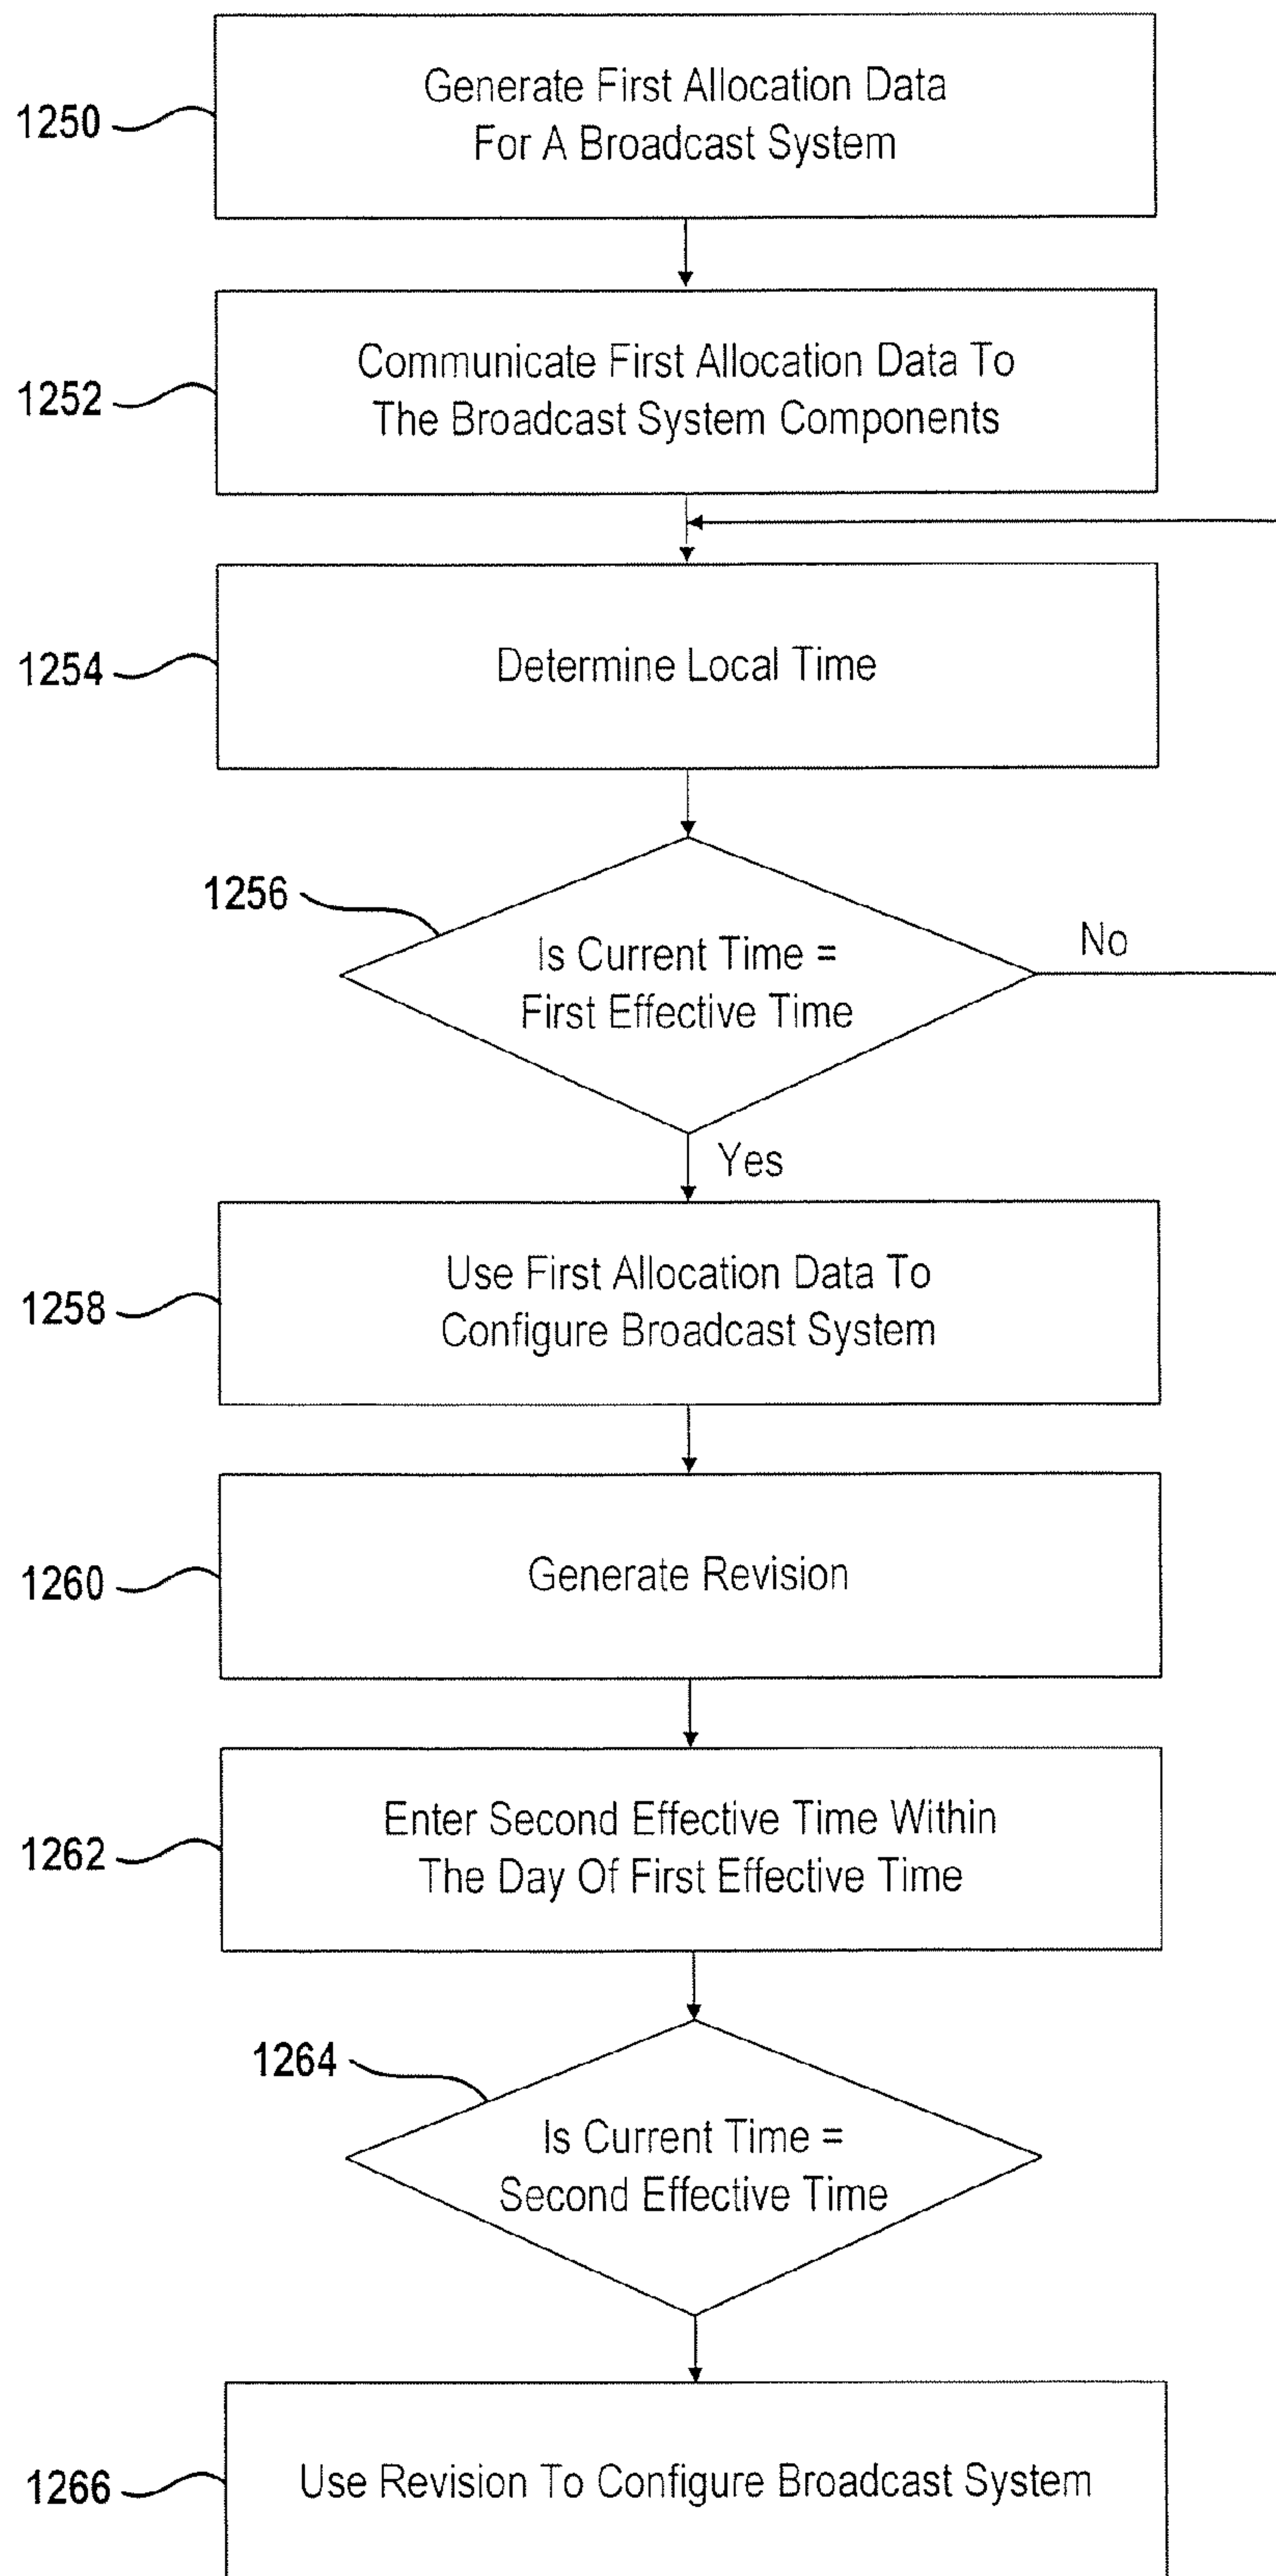 1250
Generate First Allocation Data
For A Broadcast System
1252
Communicate First Allocation Data To
The Broadcast System Components
1254
Determine Local Time
1256
Is Current Time =
First Effective Time
No
Yes
1258
Use First Allocation Data To
Configure Broadcast System
1260
Generate Revision
1262
Enter Second Effective Time Within
The Day Of First Effective Time
1264
Is Current Time =
Second Effective Time
1266
Use Revision To Configure Broadcast System